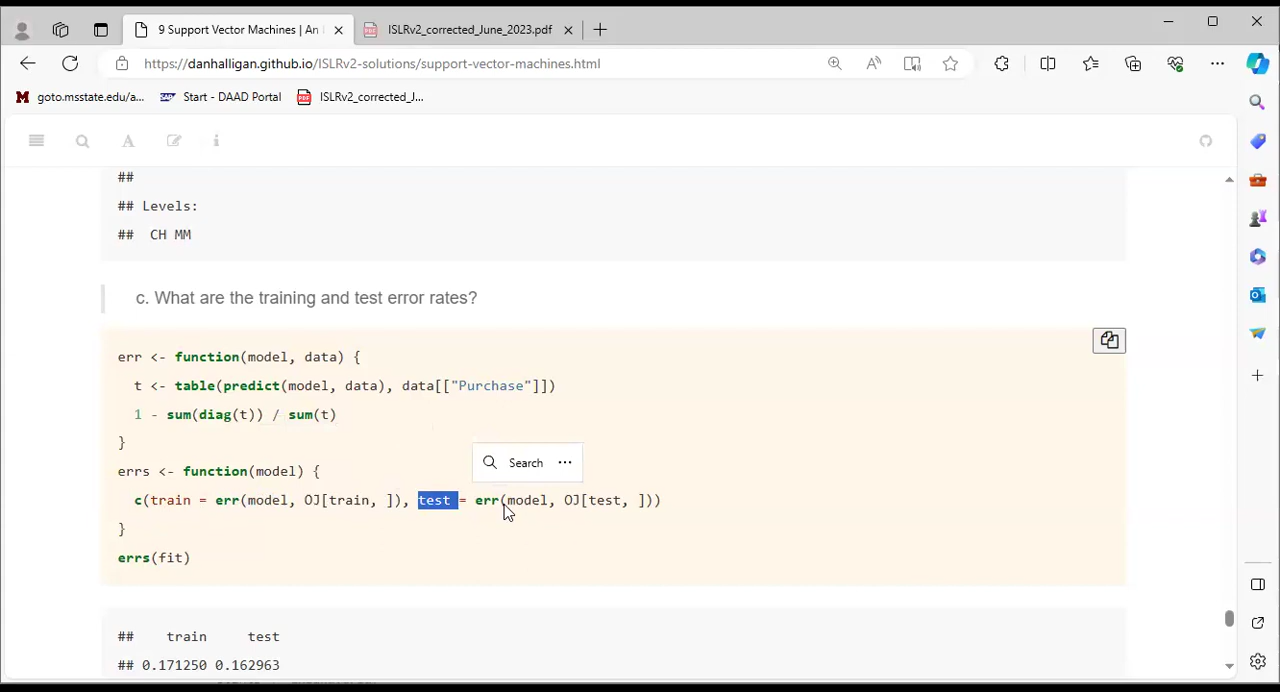 9 Support Vector Machines | An I
ISLRv2_corrected_June_2023.pdf
https://danhalligan.github.io/ISLRv2-solutions/support-vector-machines.html
goto.msstate.edu/a...
Start - DAAD Portal
ISLRv2_corrected_J...
##
## Levels:
##  CH MM
c. What are the training and test error rates?
err <- function(model, data) {
  t <- table(predict(model, data), data[["Purchase"]])
  1 - sum(diag(t)) / sum(t)
}
errs <- function(model) {
Search
  c(train = err(model, OJ[train, ]), test = err(model, OJ[test, ]))
}
errs(fit)
##    train     test
## 0.171250 0.162963